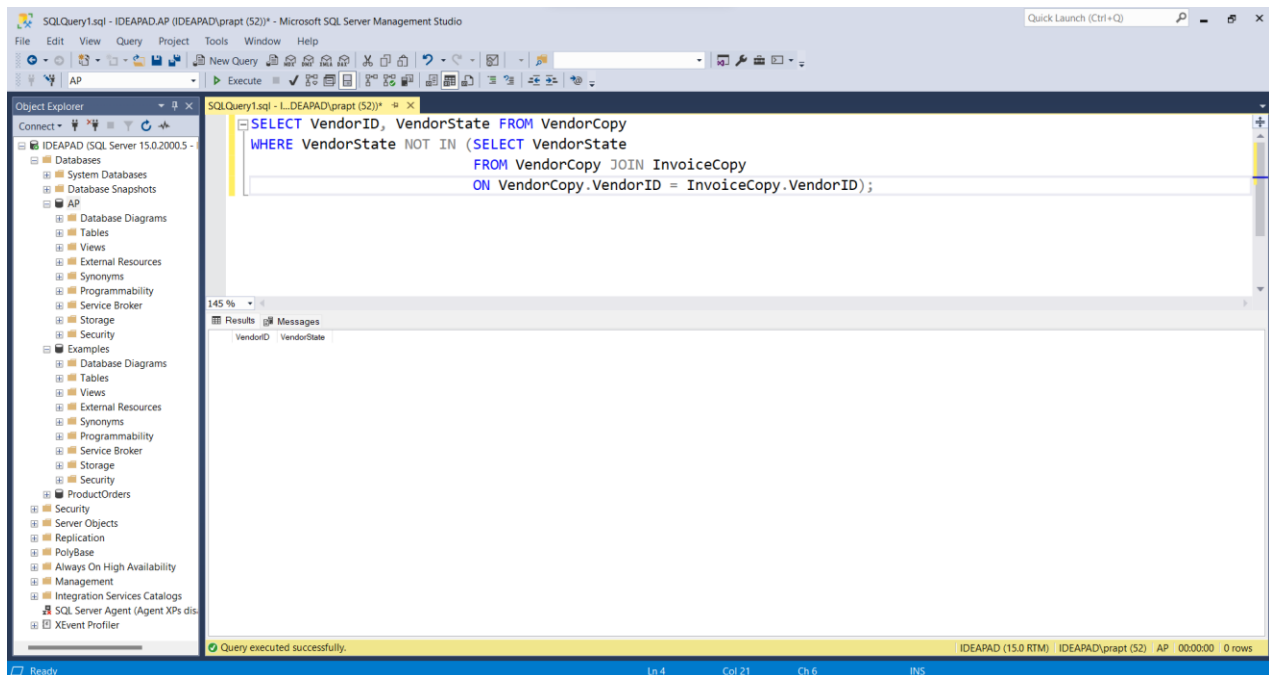 SQLQuery1.sql - IDEAPAD.AP (IDEAPAD\prapt (52))* - Microsoft SQL Server Management Studio
Quick Launch (Ctrl+Q)
File Edit View Query Project Tools Window Help
New Query
AP
Execute
Object Explorer
SQLQuery1.sql - I...DEAPAD\prapt (52))*
Connect
SELECT VendorID, VendorState FROM VendorCopy
WHERE VendorState NOT IN (SELECT VendorState
FROM VendorCopy JOIN InvoiceCopy
ON VendorCopy.VendorID = InvoiceCopy.VendorID);
IDEAPAD (SQL Server 15.0.2000.5 -
Databases
System Databases
Database Snapshots
AP
Database Diagrams
Tables
Views
External Resources
Synonyms
Programmability
Service Broker
Storage
Security
Examples
Database Diagrams
Tables
Views
External Resources
Synonyms
Programmability
Service Broker
Storage
Security
ProductOrders
Security
Server Objects
Replication
PolyBase
Always On High Availability
Management
Integration Services Catalogs
SQL Server Agent (Agent XPs dis
XEvent Profiler
145 %
Results Messages
VendorID VendorState
Query executed successfully.
IDEAPAD (15.0 RTM) IDEAPAD\prapt (52) AP 00:00:00 0 rows
Ready Ln 4 Col 21 Ch 6 INS